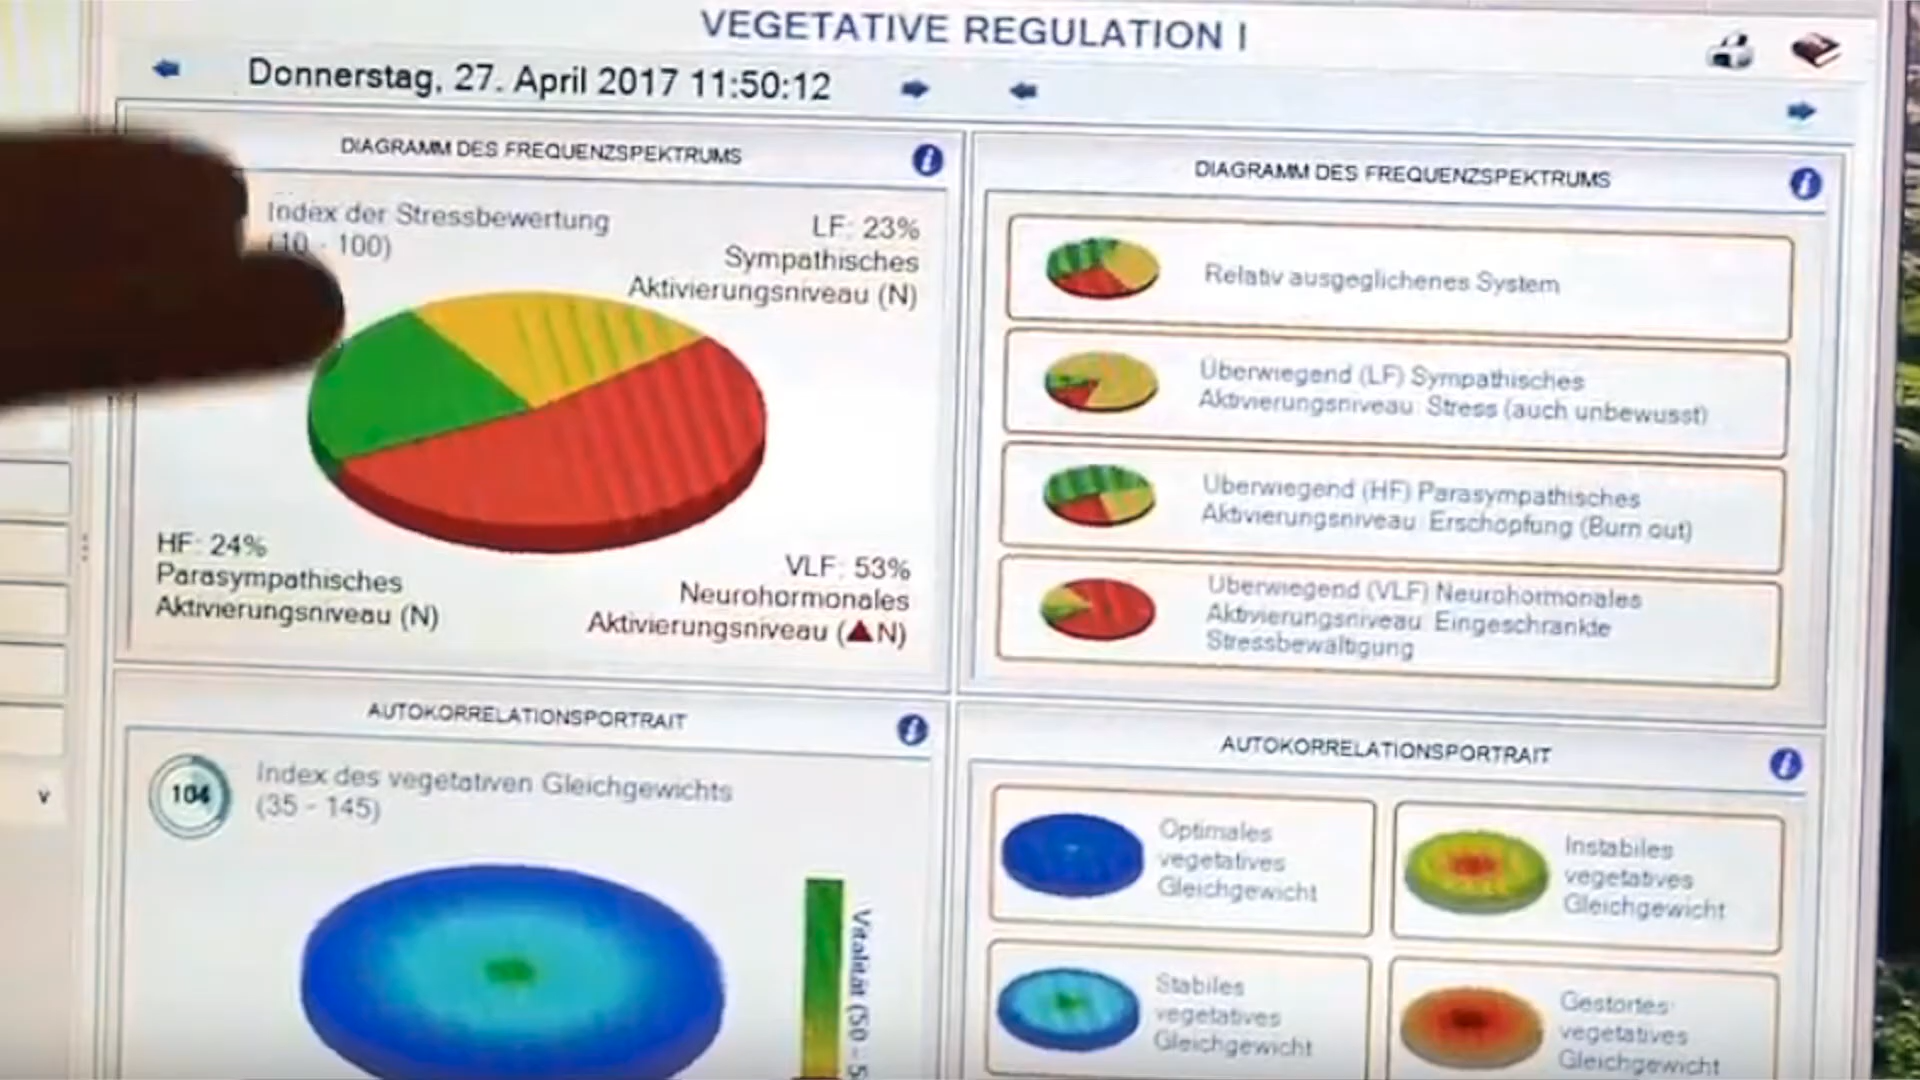 VEGETATIVE REGULATION I
Donnerstag, 27. April 2017 11:50:12
DIAGRAMM DES FREQUENZSPEKTRUMS
Index der Stressbewertung
(10 - 100)
LF: 23%
Sympathisches
Aktivierungsniveau (N)
HF: 24%
Parasympathisches
Aktivierungsniveau (N)
VLF: 53%
Neurohormonales
Aktivierungsniveau (▲N)
DIAGRAMM DES FREQUENZSPEKTRUMS
Relativ ausgeglichenes System
Überwiegend (LF) Sympathisches
Aktivierungsniveau: Stress (auch unbewusst)
Überwiegend (HF) Parasympathisches
Aktivierungsniveau: Erschöpfung (Burn out)
Überwiegend (VLF) Neurohormonales
Aktivierungsniveau: Eingeschränkte
Stressbewältigung
AUTOKORRELATIONSPORTRAIT
104
Index des vegetativen Gleichgewichts
(35 - 145)
Vitalität (50 -
AUTOKORRELATIONSPORTRAIT
Optimales
vegetatives
Gleichgewicht
Instabiles
vegetatives
Gleichgewicht
Stabiles
vegetatives
Gleichgewicht
Gestörtes
vegetatives
Gleichgewicht